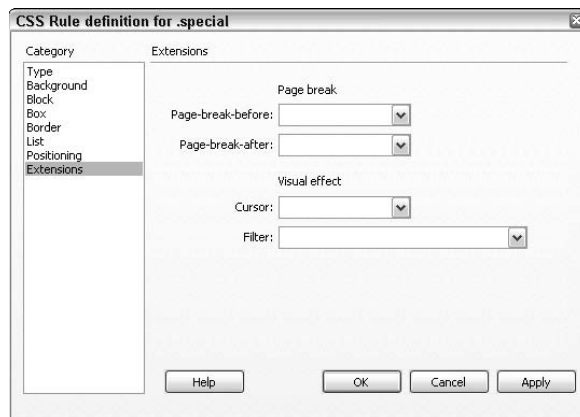 CSS Rule definition for .special
Category
Extensions
Type
Background
Block
Box
Border
List
Positioning
Extensions
Page break
Page-break-before:
Page-break-after:
Visual effect
Cursor:
Filter:
Help
OK
Cancel
Apply